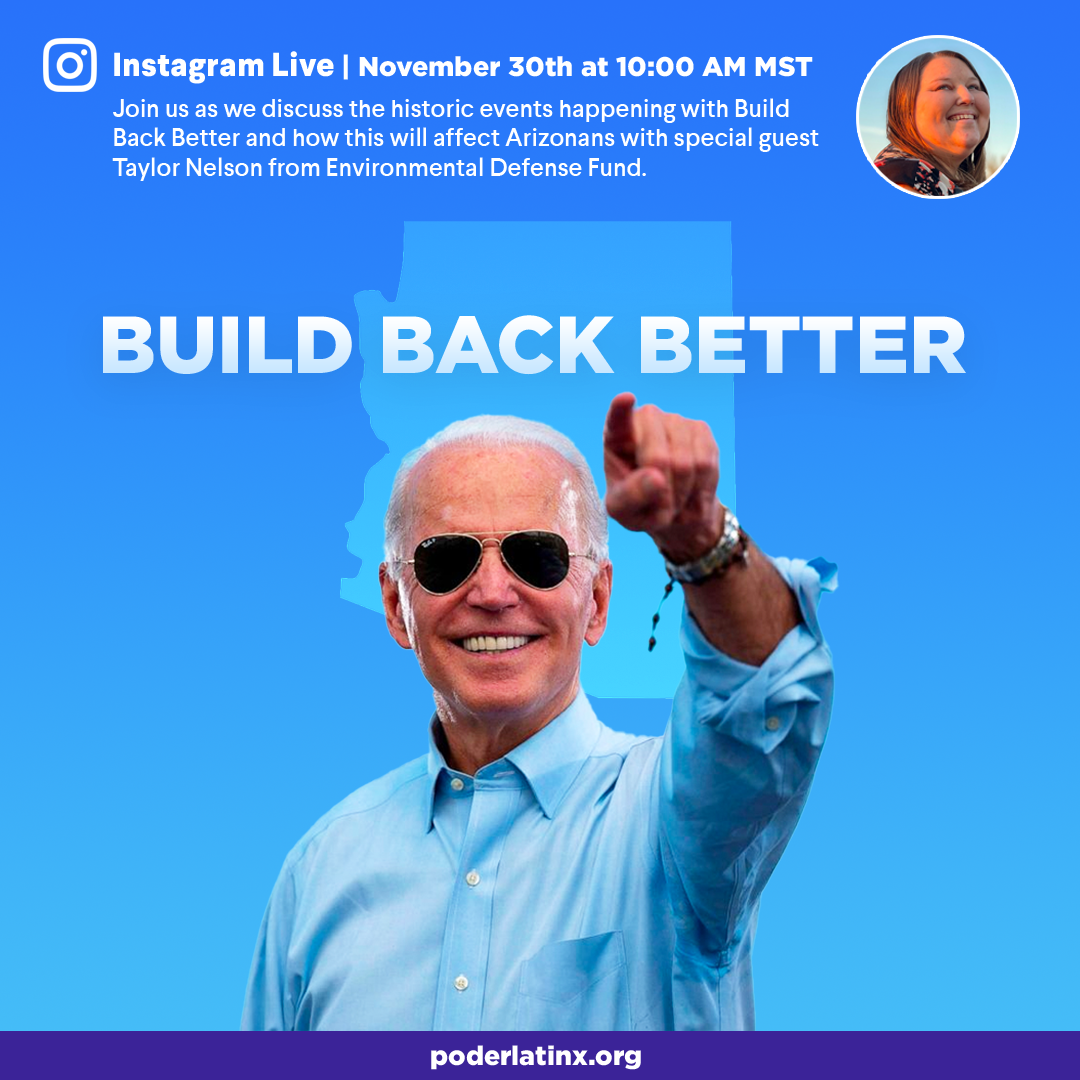 Instagram Live | November 30th at 10:00 AM MST
Join us as we discuss the historic events happening with Build
Back Better and how this will affect Arizonans with special guest
Taylor Nelson from Environmental Defense Fund.
BUILD BACK BETTER
poderlatinx.org